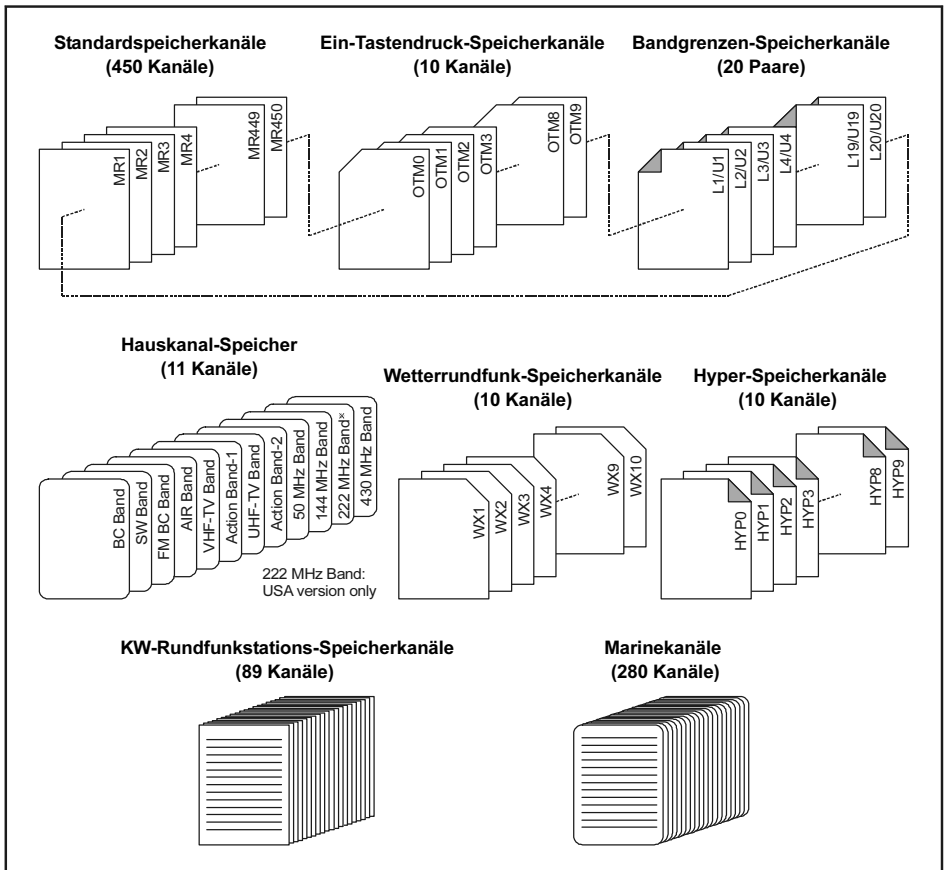 Standardspeicherkanäle
(450 Kanäle)
Ein-Tastendruck-Speicherkanäle
(10 Kanäle)
Bandgrenzen-Speicherkanäle
(20 Paare)
MR1
MR2
MR3
MR4
MR449
MR450
OTM0
OTM1
OTM2
OTM3
OTM8
OTM9
L1/U1
L2/U2
L3/U3
L4/U4
L19/U19
L20/U20
Hauskanal-Speicher
(11 Kanäle)
BC Band
SW Band
FM BC Band
AIR Band
VHF-TV Band
Action Band-1
UHF-TV Band
Action Band-2
50 MHz Band
144 MHz Band
222 MHz Band×
430 MHz Band
222 MHz Band:
USA version only
Wetterrundfunk-Speicherkanäle
(10 Kanäle)
WX1
WX2
WX3
WX4
WX9
WX10
Hyper-Speicherkanäle
(10 Kanäle)
HYP0
HYP1
HYP2
HYP3
HYP8
HYP9
KW-Rundfunkstations-Speicherkanäle
(89 Kanäle)
Marinekanäle
(280 Kanäle)